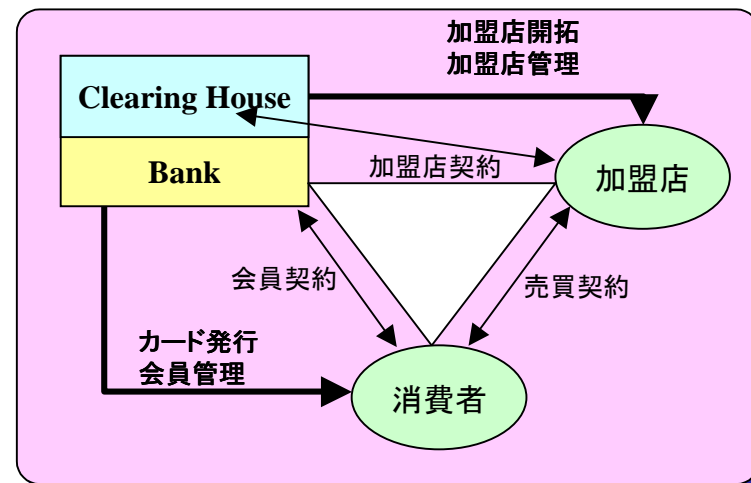 加盟店開拓
加盟店管理
Clearing House
Bank
加盟店契約
加盟店
会員契約
売買契約
カード発行
会員管理
消費者